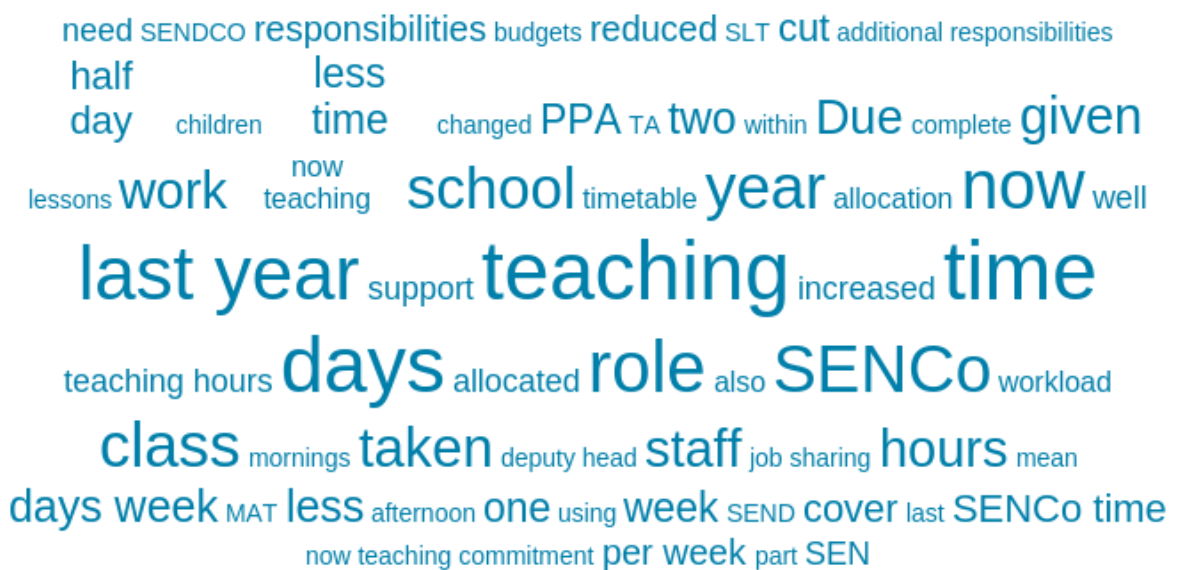 need SENDCO responsibilities budgets reduced SLT cut additional responsibilities
half day children less time changed PPA TA two within Due complete given
lessons work now teaching school timetable year allocation now well
last year support teaching increased time
teaching hours days allocated role also SENCo workload
class mornings taken deputy head staff job sharing hours mean
days week MAT less afternoon one using week SEND cover last SENCo time
now teaching commitment per week part SEN